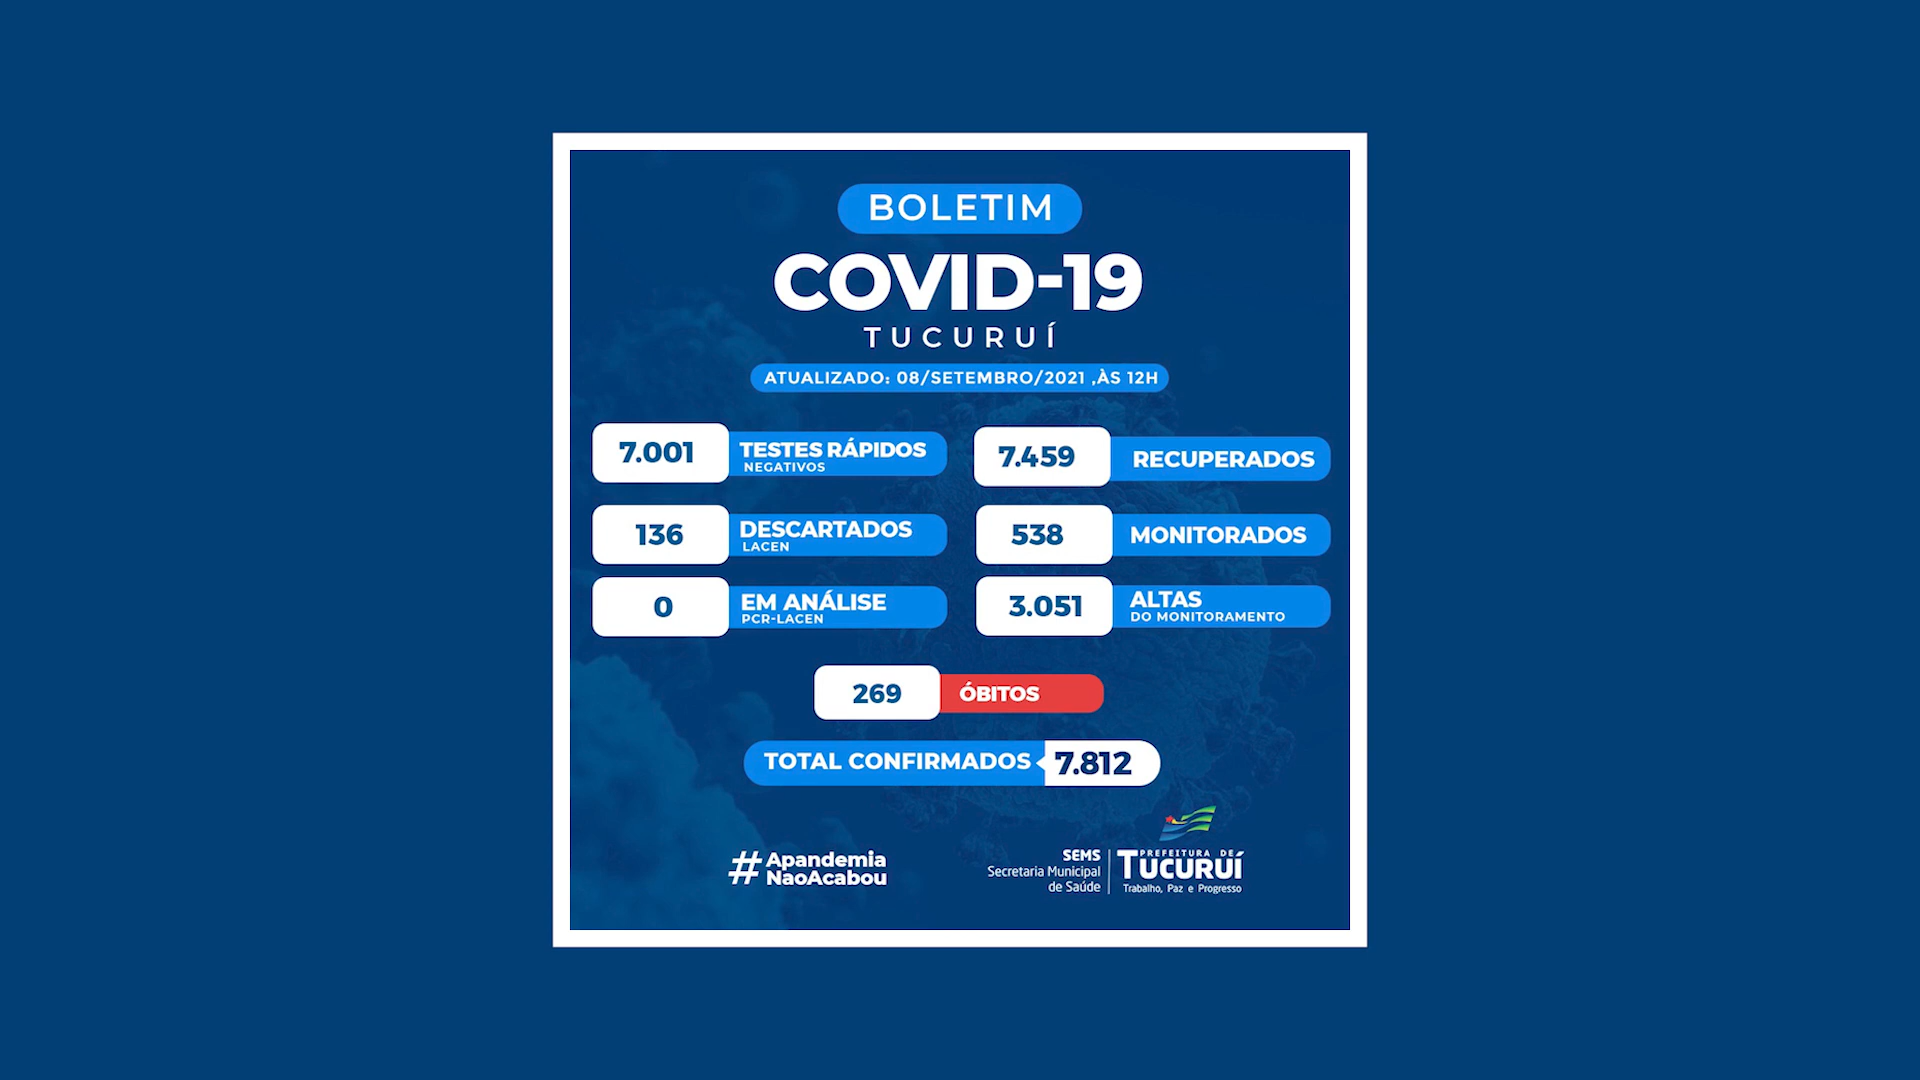 BOLETIM
COVID-19
TUCURUÍ
ATUALIZADO: 08/SETEMBRO/2021 ,ÀS 12H
7.001 TESTES RÁPIDOS
NEGATIVOS
7.459 RECUPERADOS
136 DESCARTADOS
LACEN
538 MONITORADOS
0 EM ANÁLISE
PCR-LACEN
3.051 ALTAS
DO MONITORAMENTO
269 ÓBITOS
TOTAL CONFIRMADOS 7.812
#Apandemia
NaoAcabou
SEMS
Secretaria Municipal
de Saúde
PREFEITURA DE
TUCURUÍ
Trabalho, Paz e Progresso